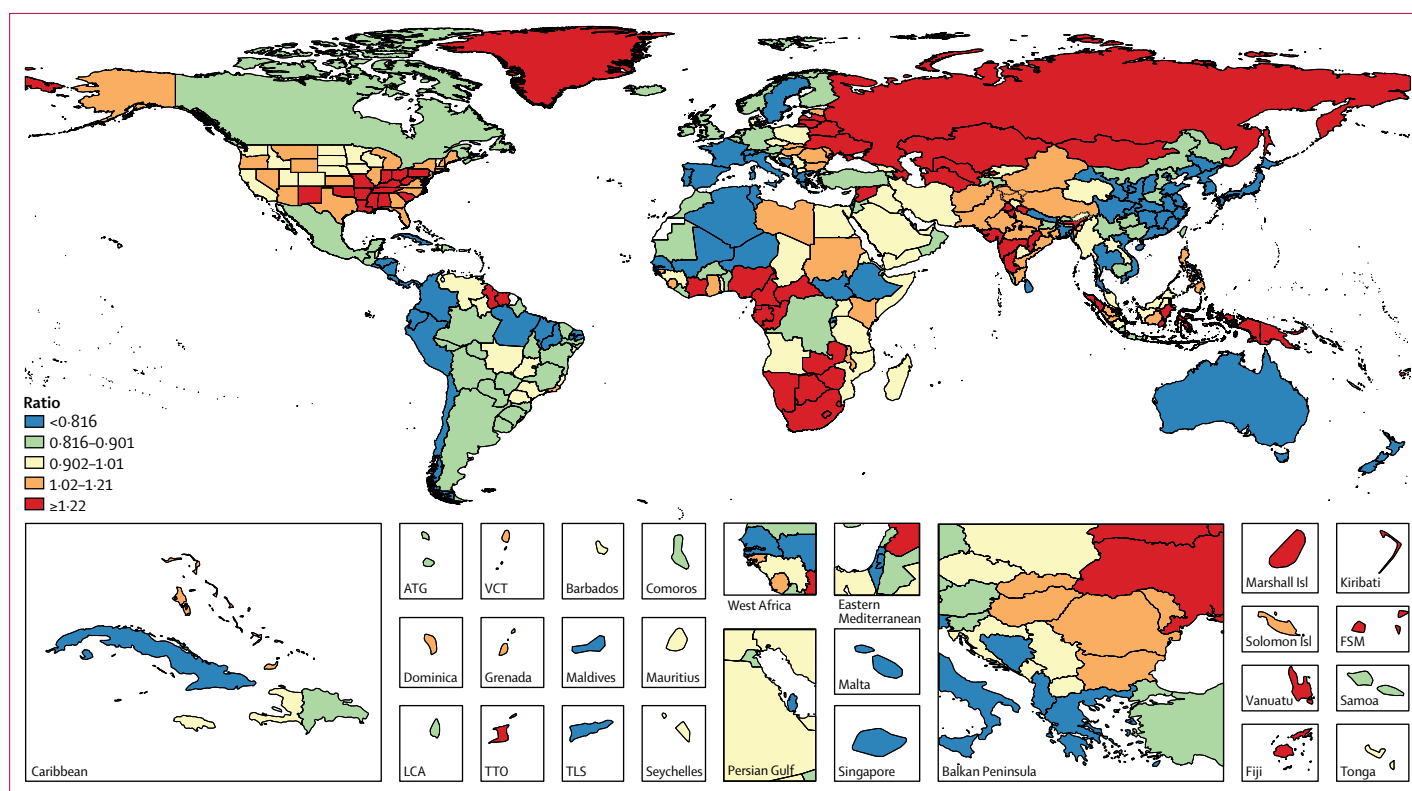 Ratio
<0·816
0·816–0·901
0·902–1·01
1·02–1·21
≥1·22
Caribbean
ATG
VCT
Barbados
Comoros
Dominica
Grenada
Maldives
Mauritius
LCA
TTO
TLS
Seychelles
West Africa
Eastern
Mediterranean
Persian Gulf
Malta
Singapore
Balkan Peninsula
Marshall Isl
Kiribati
Solomon Isl
FSM
Vanuatu
Samoa
Fiji
Tonga